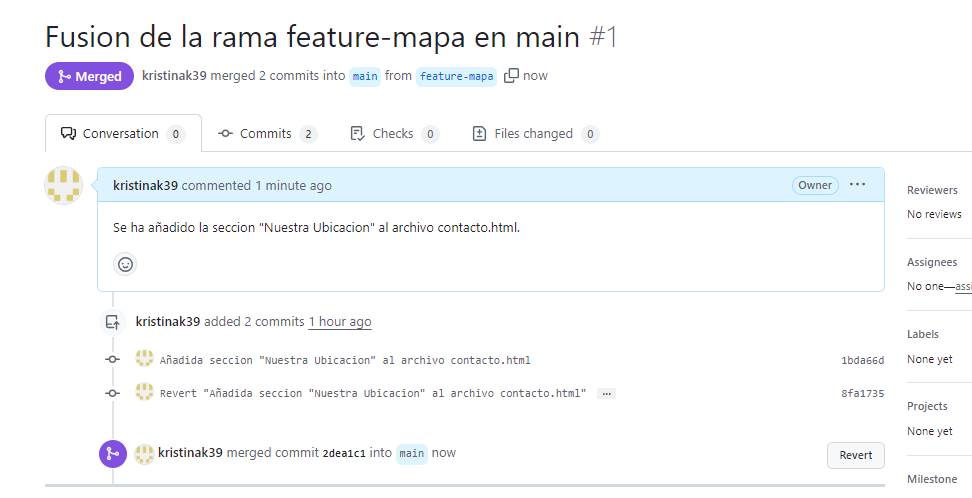 Fusion de la rama feature-mapa en main #1
Merged kristinak39 merged 2 commits into main from feature-mapa now
Conversation 0 Commits 2 Checks 0 Files changed 0
kristinak39 commented 1 minute ago Owner ...
Se ha añadido la seccion "Nuestra Ubicacion" al archivo contacto.html.
kristinak39 added 2 commits 1 hour ago
Añadida seccion "Nuestra Ubicacion" al archivo contacto.html 1bda66d
Revert "Añadida seccion "Nuestra Ubicacion" al archivo contacto.html" ... 8fa1735
kristinak39 merged commit 2dea1c1 into main now Revert
Reviewers
No reviews
Assignees
No one—assi
Labels
None yet
Projects
None yet
Milestone